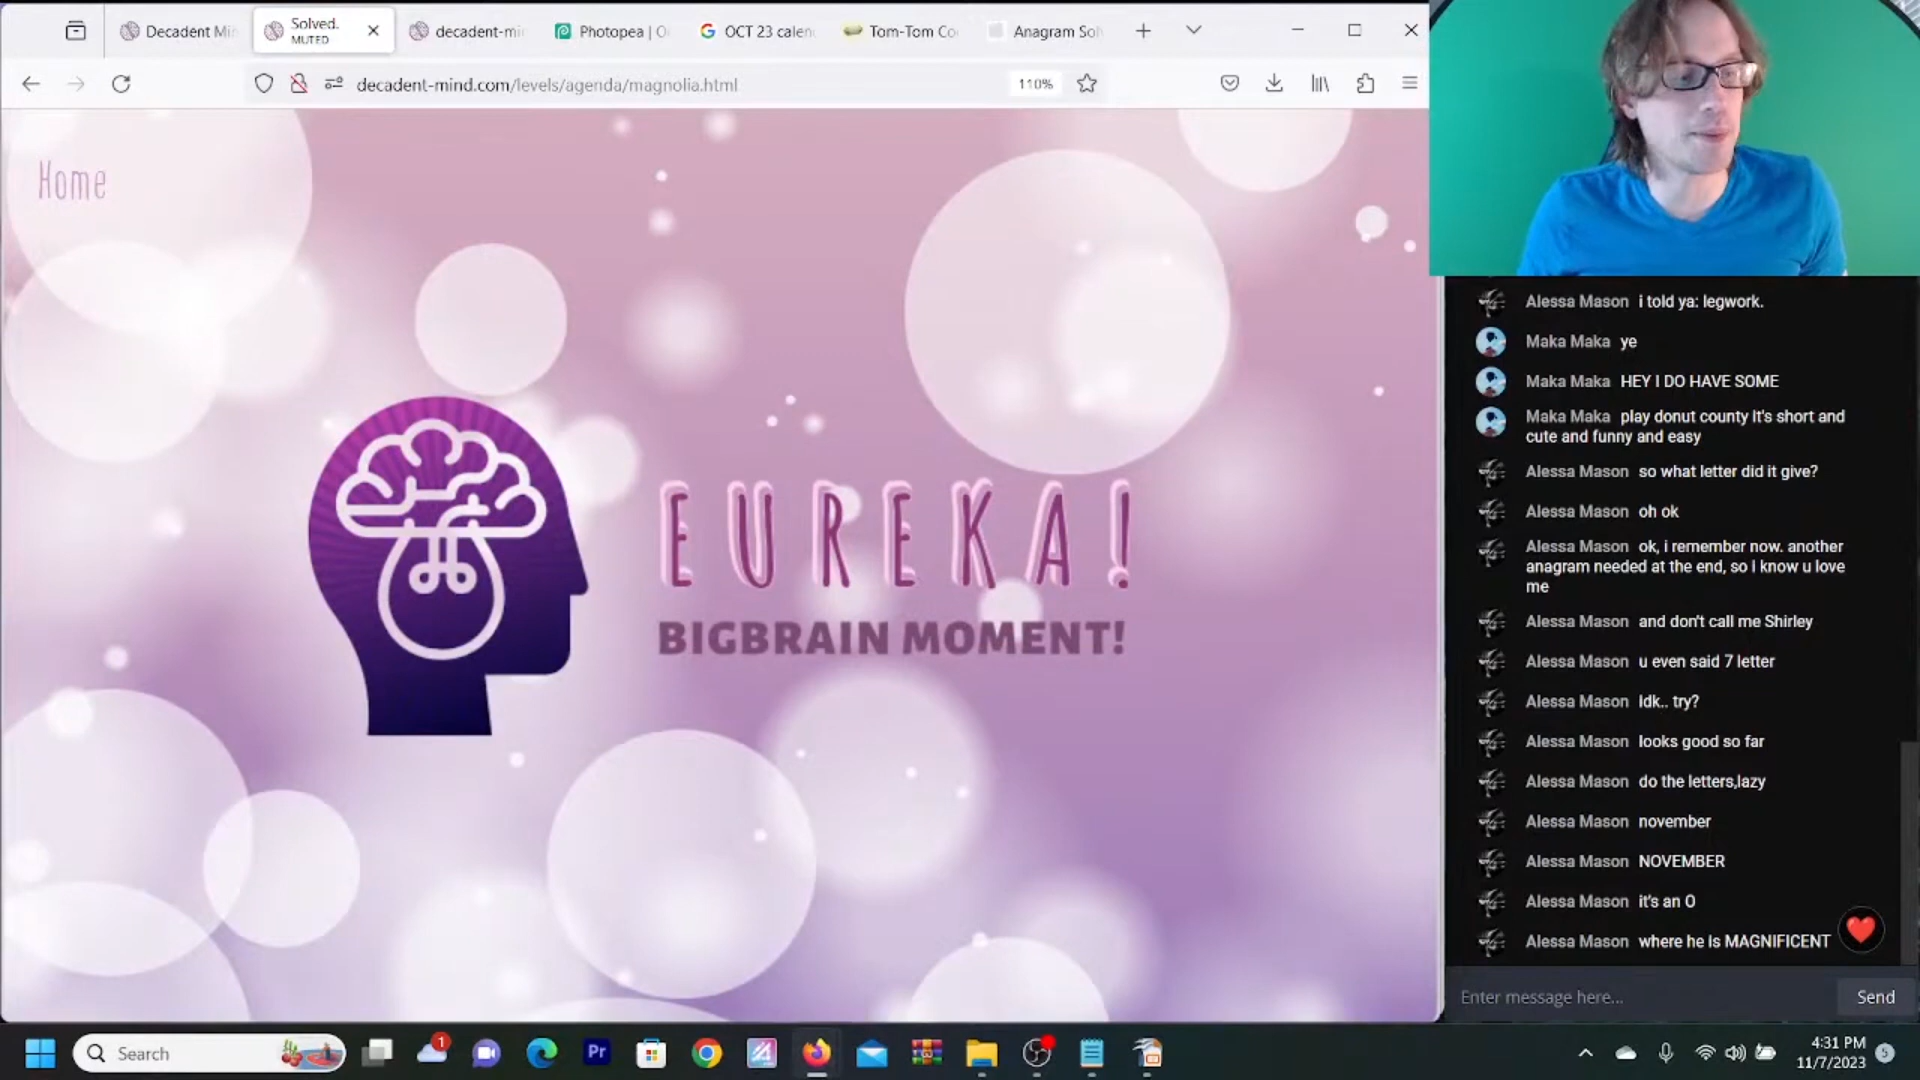 Decadent Mi
Solved.
MUTED
decadent-mi
Photopea | O
OCT 23 calen
Tom-Tom Co
Anagram Sol
decadent-mind.com/levels/agenda/magnolia.html
110%
Home
EUREKA!
BIGBRAIN MOMENT!
Alessa Mason i told ya: legwork.
Maka Maka ye
Maka Maka HEY I DO HAVE SOME
Maka Maka play donut county it's short and
cute and funny and easy
Alessa Mason so what letter did it give?
Alessa Mason oh ok
Alessa Mason ok, i remember now. another
anagram needed at the end, so i know u love
me
Alessa Mason and don't call me Shirley
Alessa Mason u even said 7 letter
Alessa Mason Idk.. try?
Alessa Mason looks good so far
Alessa Mason do the letters,lazy
Alessa Mason november
Alessa Mason NOVEMBER
Alessa Mason it's an O
Alessa Mason where he is MAGNIFICENT
Enter message here...
Send
Search
1
Pr
4:31 PM
11/7/2023
5